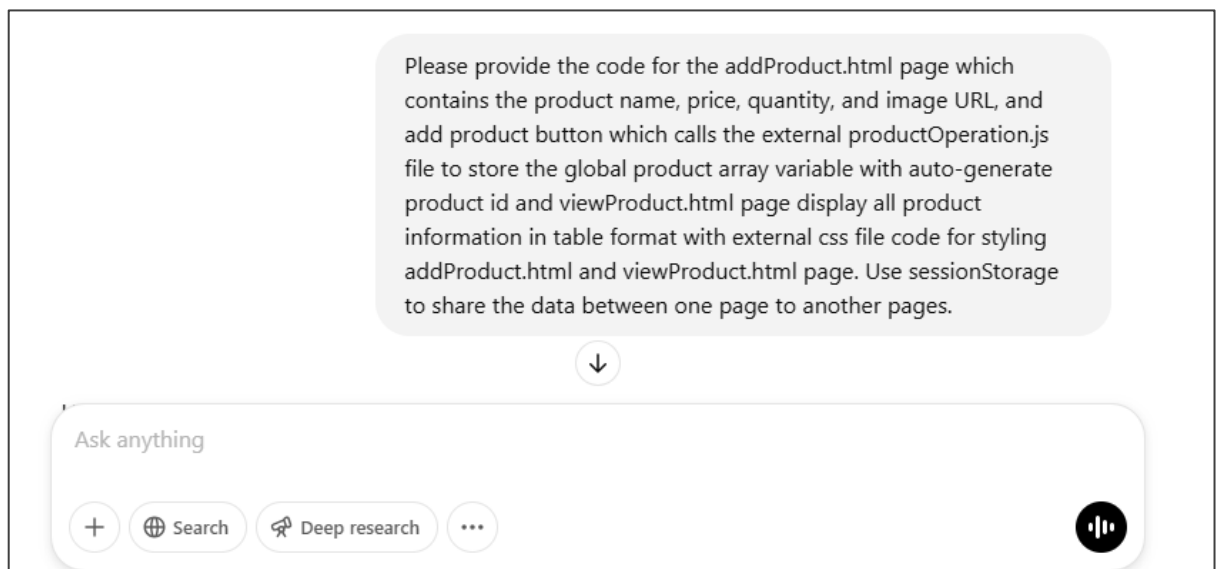 Please provide the code for the addProduct.html page which
contains the product name, price, quantity, and image URL, and
add product button which calls the external productOperation.js
file to store the global product array variable with auto-generate
product id and viewProduct.html page display all product
information in table format with external css file code for styling
addProduct.html and viewProduct.html page. Use sessionStorage
to share the data between one page to another pages.
Ask anything
Search
Deep research